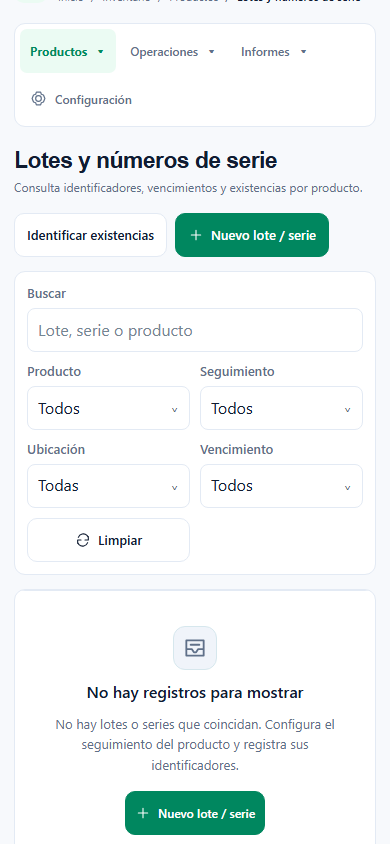 Productos
Operaciones
Informes
Configuración
Lotes y números de serie
Consulta identificadores, vencimientos y existencias por producto.
Identificar existencias
Nuevo lote / serie
Buscar
Lote, serie o producto
Producto
Seguimiento
Todos
Todos
Ubicación
Vencimiento
Todas
Todos
Limpiar
No hay registros para mostrar
No hay lotes o series que coincidan. Configura el
seguimiento del producto y registra sus
identificadores.
Nuevo lote / serie